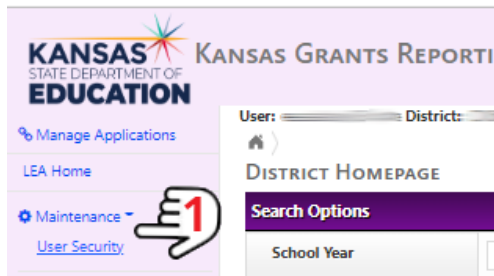 KANSAS
STATE DEPARTMENT OF
EDUCATION
KANSAS GRANTS REPORTI
Manage Applications
LEA Home
Maintenance
User Security
1
User: District:
DISTRICT HOMEPAGE
Search Options
School Year